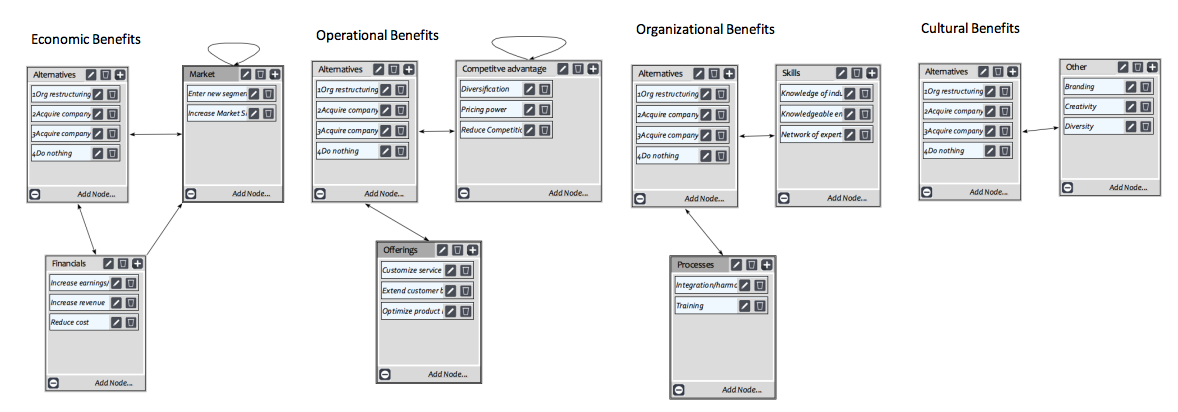 Economic Benefits
Alternatives
1Org restructuring
2Acquire company
3Acquire company
4Do nothing
Add Node...
Market
Enter new segmen
Increase Market S
Add Node...
Financials
Increase earnings/
Increase revenue
Reduce cost
Add Node...
Operational Benefits
Alternatives
1Org restructuring
2Acquire company
3Acquire company
4Do nothing
Add Node...
Competitve advantage
Diversification
Pricing power
Reduce Competitic
Add Node...
Offerings
Customize service
Extend customer b
Optimize product
Add Node...
Organizational Benefits
Alternatives
1Org restructuring
2Acquire company
3Acquire company
4Do nothing
Add Node...
Skills
Knowledge of indu
Knowledgeable en
Network of expert
Add Node...
Processes
Integration/harmo
Training
Add Node...
Cultural Benefits
Alternatives
1Org restructuring
2Acquire company
3Acquire company
4Do nothing
Add Node...
Other
Branding
Creativity
Diversity
Add Node...